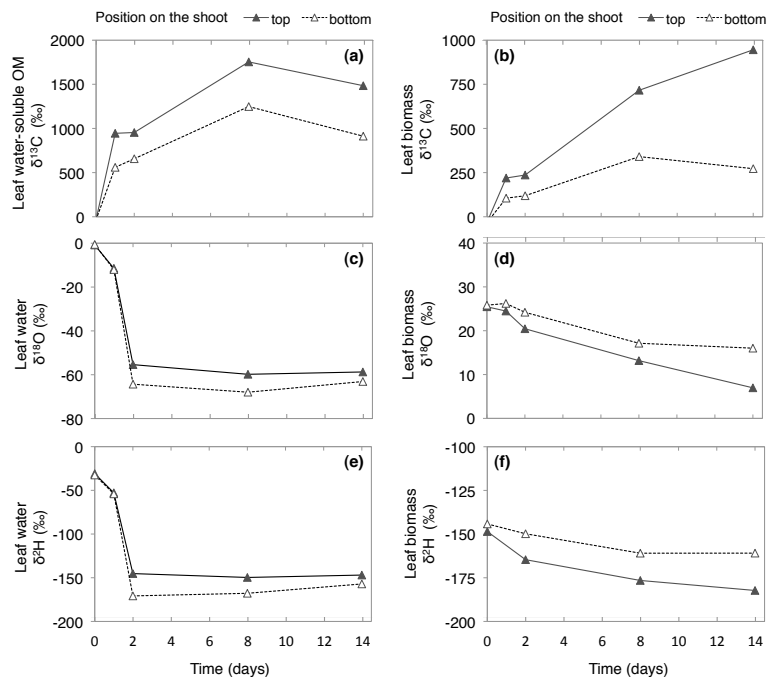 Position on the shoot top bottom
Position on the shoot top bottom
(a)
Leaf water-soluble OM
δ¹³C (‰)
2000
1500
1000
500
0
(b)
Leaf biomass
δ¹³C (‰)
1000
750
500
250
0
(c)
Leaf water
δ¹⁸O (‰)
0
-20
-40
-60
-80
(d)
Leaf biomass
δ¹⁸O (‰)
40
30
20
10
0
(e)
Leaf water
δ²H (‰)
0
-50
-100
-150
-200
0 2 4 6 8 10 12 14
Time (days)
(f)
Leaf biomass
δ²H (‰)
-100
-125
-150
-175
-200
0 2 4 6 8 10 12 14
Time (days)